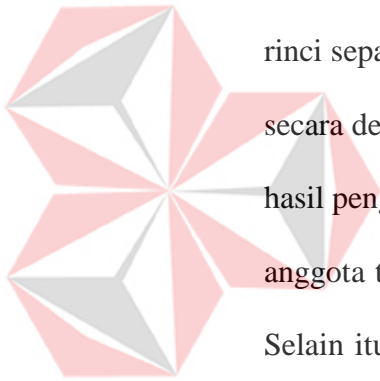 rinci sepa
secara de
hasil peng
anggota t
Selain itu